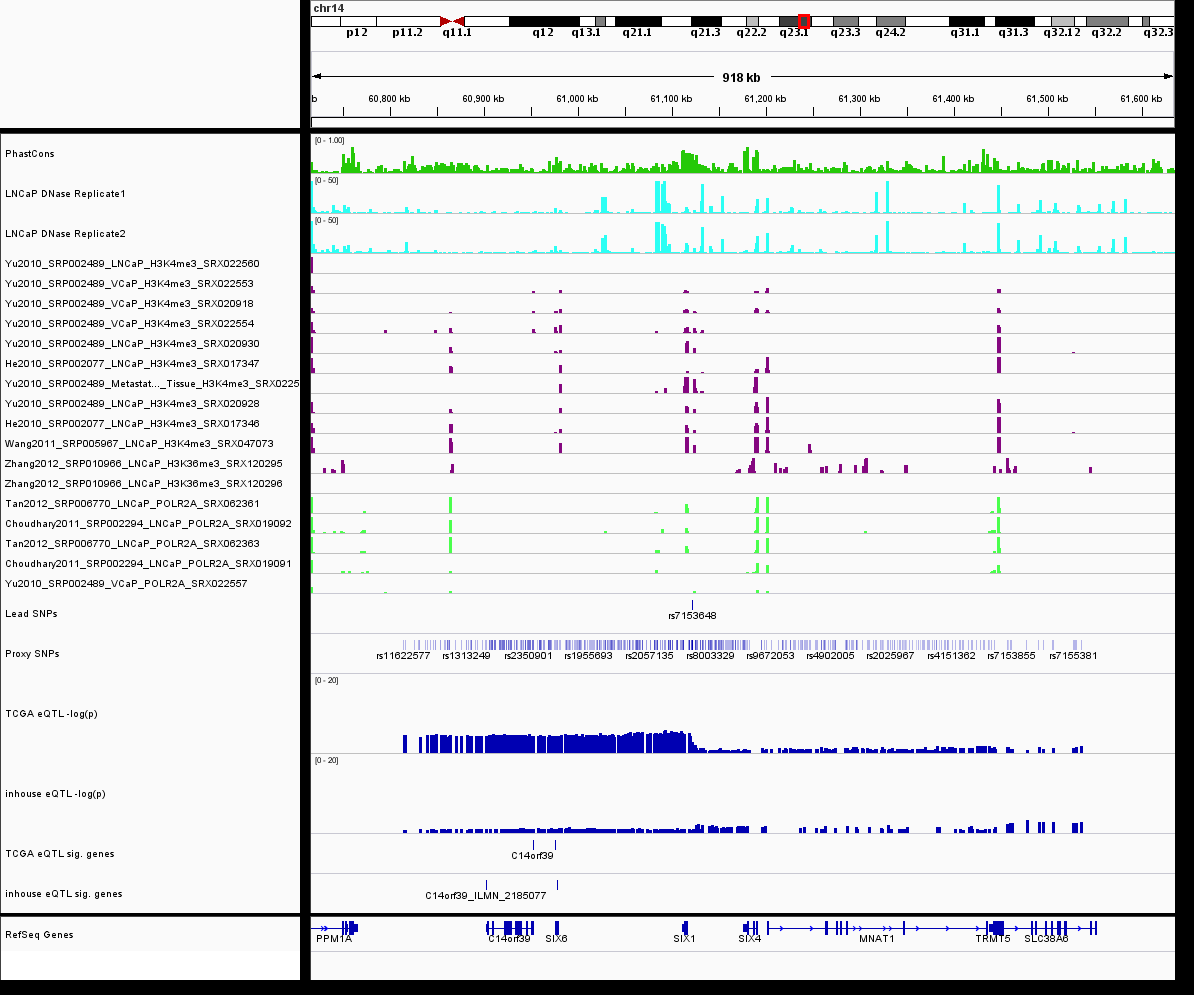 chr14
p12 p11.2 q11.1 q12 q13.1 q21.1 q21.3 q22.2 q23.1 q23.3 q24.2 q31.1 q31.3 q32.12 q32.2 q32.3
918 kb
b 60,800 kb 60,900 kb 61,000 kb 61,100 kb 61,200 kb 61,300 kb 61,400 kb 61,500 kb 61,600 kb
[0 - 1.00]
PhastCons
[0 - 50]
LNCaP DNase Replicate1
[0 - 50]
LNCaP DNase Replicate2
Yu2010_SRP002489_LNCaP_H3K4me3_SRX022560
Yu2010_SRP002489_VCaP_H3K4me3_SRX022553
Yu2010_SRP002489_VCaP_H3K4me3_SRX020918
Yu2010_SRP002489_VCaP_H3K4me3_SRX022554
Yu2010_SRP002489_LNCaP_H3K4me3_SRX020930
He2010_SRP002077_LNCaP_H3K4me3_SRX017347
Yu2010_SRP002489_Metastat..._Tissue_H3K4me3_SRX0225
Yu2010_SRP002489_LNCaP_H3K4me3_SRX020928
He2010_SRP002077_LNCaP_H3K4me3_SRX017346
Wang2011_SRP005967_LNCaP_H3K4me3_SRX047073
Zhang2012_SRP010966_LNCaP_H3K36me3_SRX120295
Zhang2012_SRP010966_LNCaP_H3K36me3_SRX120296
Tan2012_SRP006770_LNCaP_POLR2A_SRX062361
Choudhary2011_SRP002294_LNCaP_POLR2A_SRX019092
Tan2012_SRP006770_LNCaP_POLR2A_SRX062363
Choudhary2011_SRP002294_LNCaP_POLR2A_SRX019091
Yu2010_SRP002489_VCaP_POLR2A_SRX022557
Lead SNPs
rs7153648
Proxy SNPs
rs11622577 rs1313249 rs2350901 rs1955693 rs2057135 rs8003329 rs9672053 rs4902005 rs2025967 rs4151362 rs7153855 rs7155381
[0 - 20]
TCGA eQTL -log(p)
[0 - 20]
inhouse eQTL -log(p)
TCGA eQTL sig. genes
C14orf39
inhouse eQTL sig. genes
C14orf39_ILMN_2185077
RefSeq Genes
PPM1A C14orf39 SIX6 SIX1 SIX4 MNAT1 TRMT5 SLC38A6